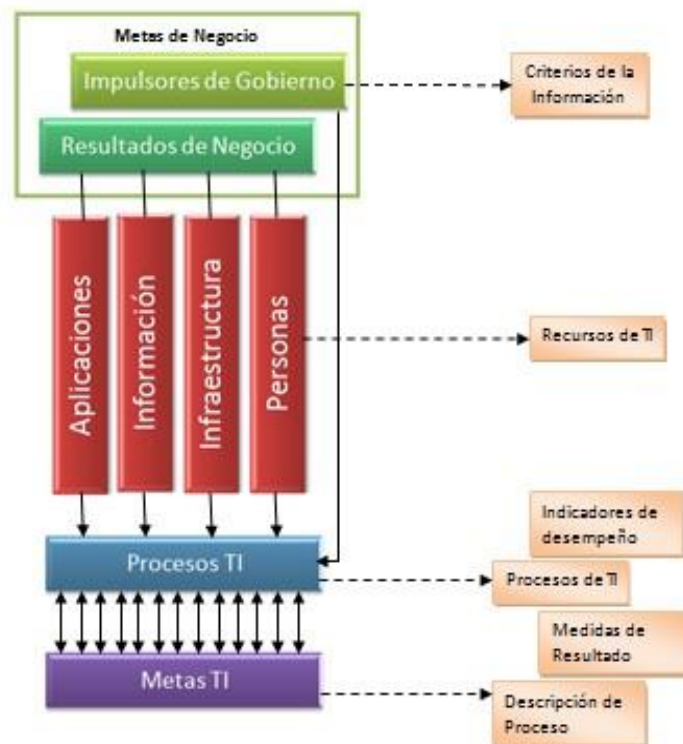 Metas de Negocio
Impulsores de Gobierno
Criterios de la
Información
Resultados de Negocio
Aplicaciones
Información
Infraestructura
Personas
Recursos de TI
Indicadores de
desempeño
Procesos TI
Procesos de TI
Medidas de
Resultado
Metas TI
Descripción de
Proceso